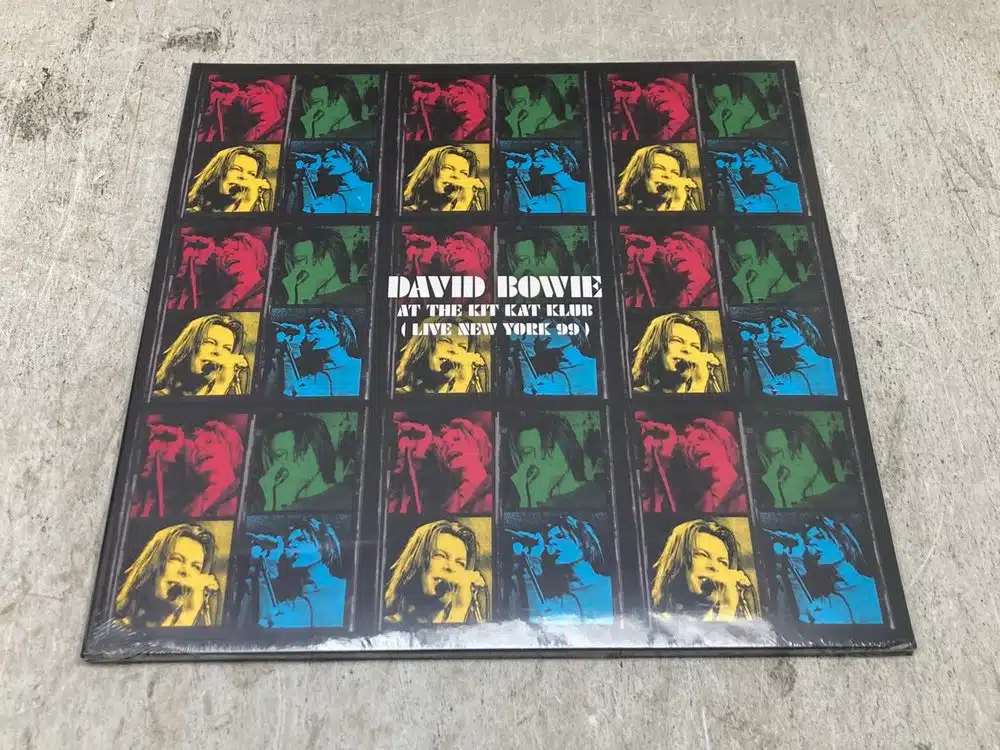 DAVID BOWIE
AT THE KIT KAT KLUB
( LIVE NEW YORK 99 )